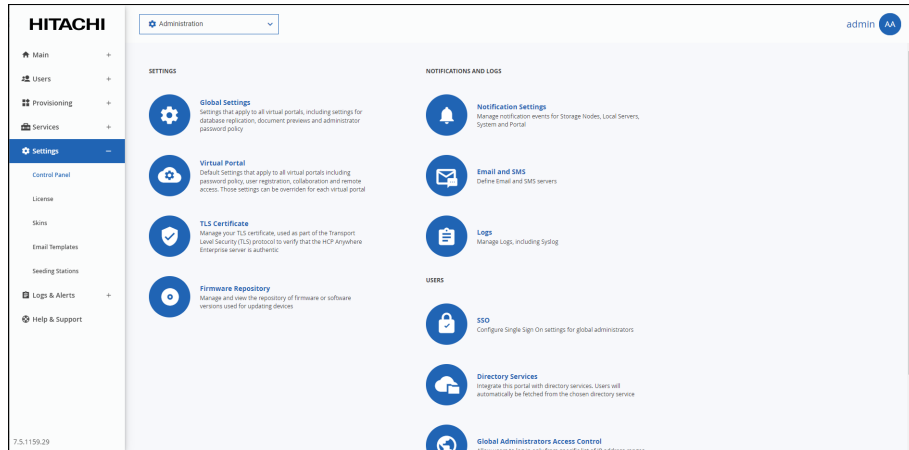 HITACHI
Administration
admin AA
Main
Users
Provisioning
Services
Settings
Control Panel
License
Skins
Email Templates
Seeding Stations
Logs & Alerts
Help & Support
7.5.1159.29
SETTINGS
Global Settings
Settings that apply to all virtual portals, including settings for
database replication, document previews and administrator
password policy
Virtual Portal
Default Settings that apply to all virtual portals including
password policy, user registration, collaboration and remote
access. Those settings can be overriden for each virtual portal
TLS Certificate
Manage your TLS certificate, used as part of the Transport
Level Security (TLS) protocol to verify that the HCP Anywhere
Enterprise server is authentic
Firmware Repository
Manage and view the repository of firmware or software
versions used for updating devices
NOTIFICATIONS AND LOGS
Notification Settings
Manage notification events for Storage Nodes, Local Servers,
System and Portal
Email and SMS
Define Email and SMS servers
Logs
Manage Logs, including Syslog
USERS
SSO
Configure Single Sign On settings for global administrators
Directory Services
Integrate this portal with directory services. Users will
automatically be fetched from the chosen directory service
Global Administrators Access Control